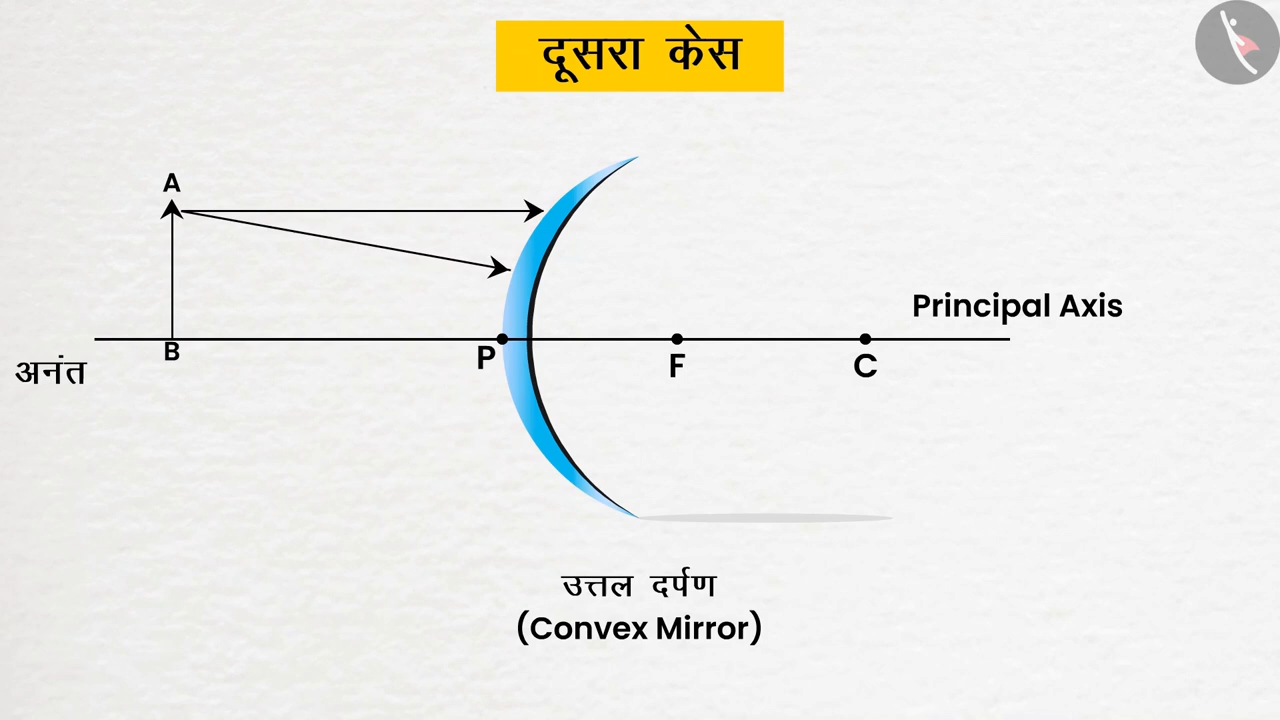 दूसरा केस
A
Principal Axis
B
P
F
C
अनंत
उत्तल दर्पण
(Convex Mirror)